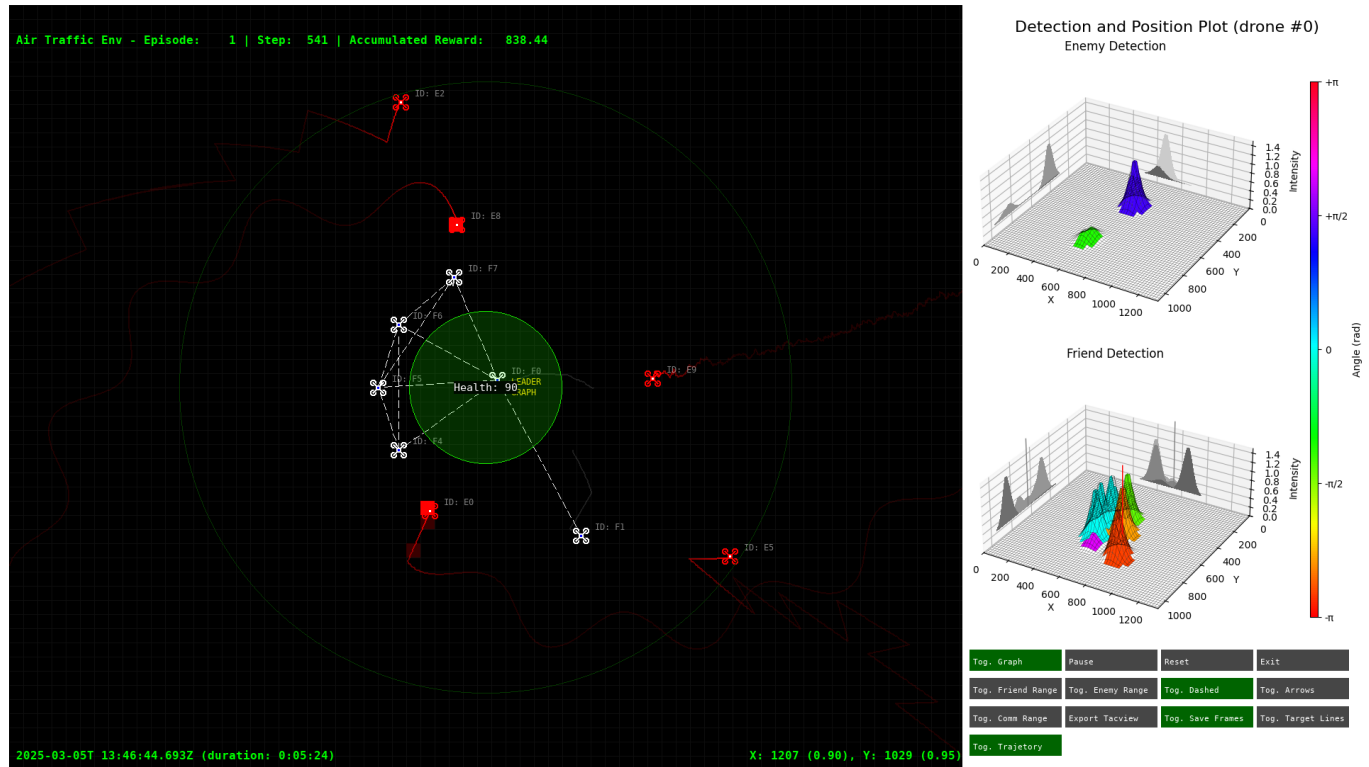 Air Traffic Env - Episode:    1 | Step:  541 | Accumulated Reward:   838.44
ID: E2
ID: E8
ID: F7
ID: F6
ID: F0
LEADER
GRAPH
ID: F5
Health: 90
ID: E9
ID: F4
ID: E0
ID: F1
ID: E5
2025-03-05T 13:46:44.693Z (duration: 0:05:24)
X: 1207 (0.90), Y: 1029 (0.95)
Detection and Position Plot (drone #0)
Enemy Detection
1.4
1.2
1.0
0.8
0.6
0.4
0.2
0.0
Intensity
0
200
400
600
800
1000
Y
0
200
400
600
800
1000
1200
X
Friend Detection
1.4
1.2
1.0
0.8
0.6
0.4
0.2
0.0
Intensity
0
200
400
600
800
1000
Y
0
200
400
600
800
1000
1200
X
+π
+π/2
0
-π/2
-π
Angle (rad)
Tog. Graph
Pause
Reset
Exit
Tog. Friend Range
Tog. Enemy Range
Tog. Dashed
Tog. Arrows
Tog. Comm Range
Export Tacview
Tog. Save Frames
Tog. Target Lines
Tog. Trajetory